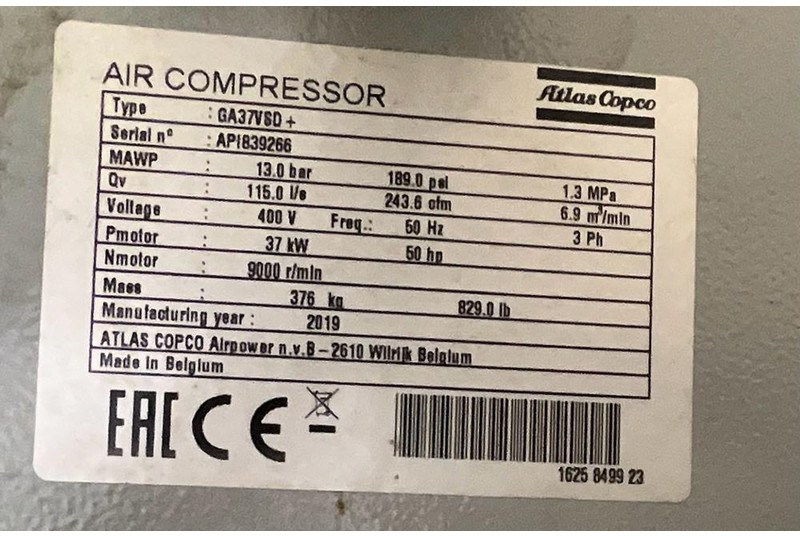 AIR COMPRESSOR
Atlas Copco
Type : GA37VSD+
Serial nº : API839266
MAWP : 13.0 bar 189.0 psi 1.3 MPa
Qv : 115.0 l/s 243.6 cfm 6.9 m³/min
Voltage : 400 V Freq.: 50 Hz 3 Ph
Pmotor : 37 kW 50 hp
Nmotor : 9000 r/min
Mass : 376 kg 829.0 lb
Manufacturing year : 2019
ATLAS COPCO Airpower n.v.B - 2610 Wilrijk Belgium
Made in Belgium
EAC CE
1625 8499 23